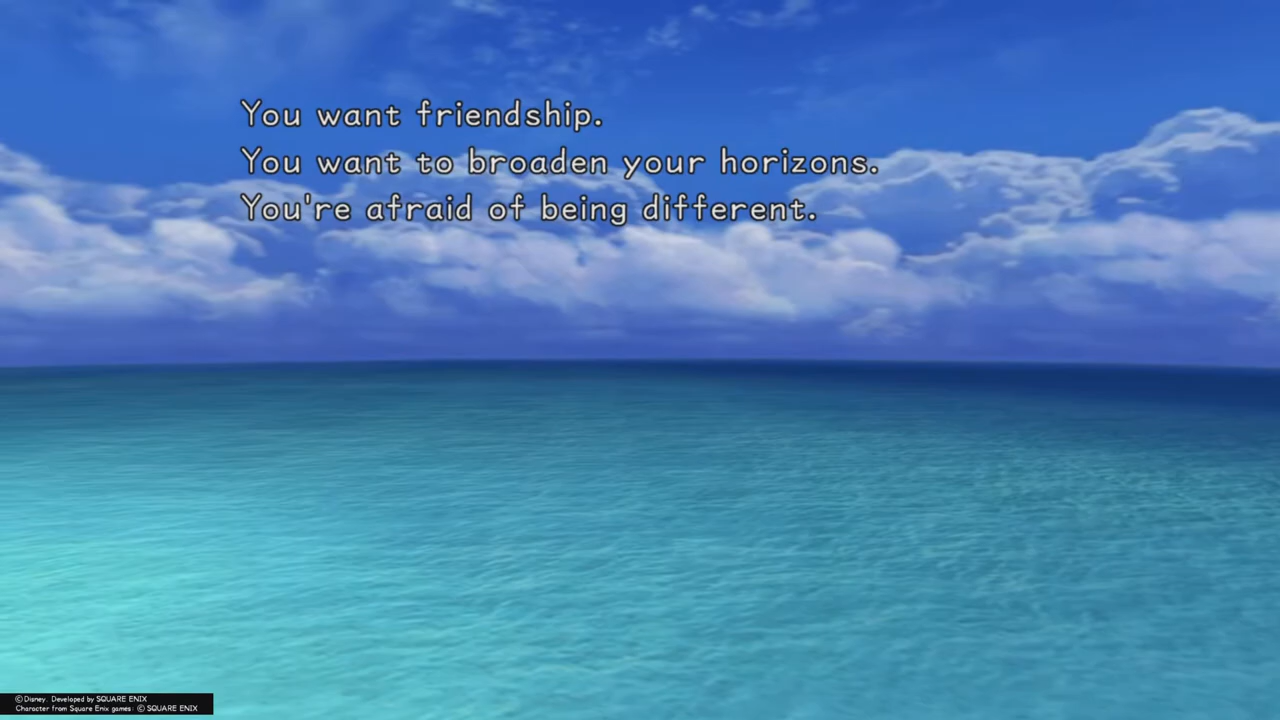 You want friendship.
You want to broaden your horizons.
You're afraid of being different.
©Disney. Developed by SQUARE ENIX
Character from Square Enix games: © SQUARE ENIX